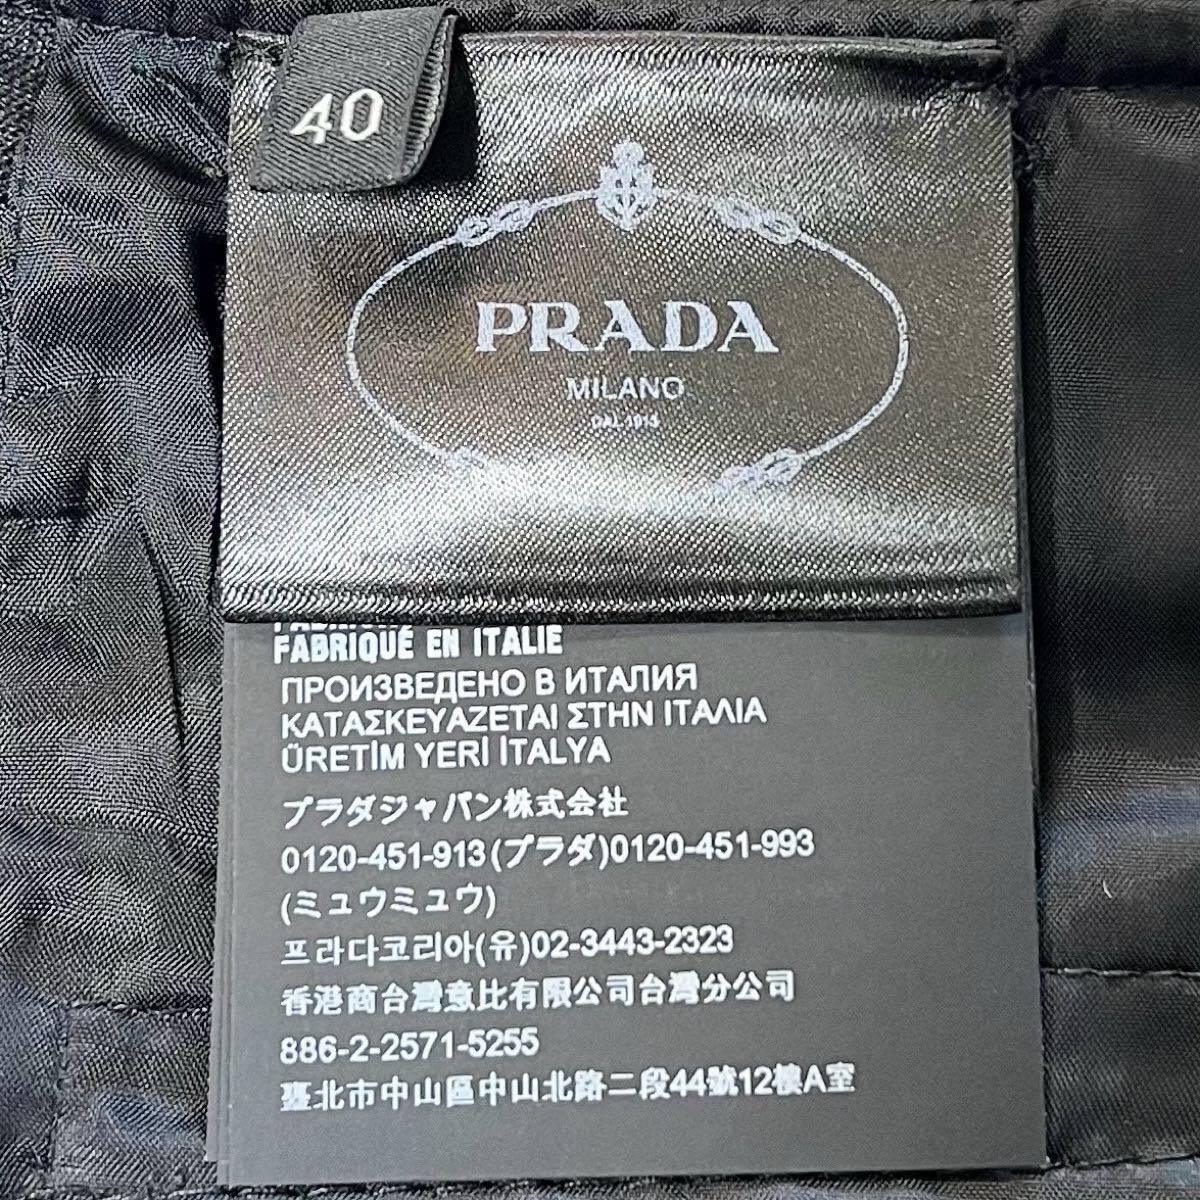 40
PRADA
MILANO
DAL 1913
FABRIQUÉ EN ITALIE
ПРОИЗВЕДЕНО В ИТАЛИЯ
ΚΑΤΑΣΚΕΥΑΖΕΤΑΙ ΣΤΗΝ ΙΤΑΛΙΑ
ÜRETİM YERİ İTALYA
プラダジャパン株式会社
0120-451-913(プラダ)0120-451-993
(ミュウミュウ)
프라다코리아(유)02-3443-2323
香港商台灣意比有限公司台灣分公司
886-2-2571-5255
臺北市中山區中山北路二段44號12樓A室